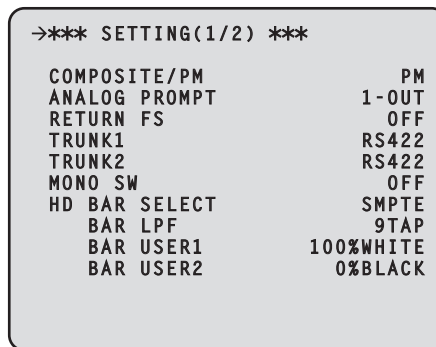 →*** SETTING(1/2) ***
COMPOSITE/PM PM
ANALOG PROMPT 1-OUT
RETURN FS OFF
TRUNK1 RS422
TRUNK2 RS422
MONO SW OFF
HD BAR SELECT SMPTE
BAR LPF 9TAP
BAR USER1 100%WHITE
BAR USER2 0%BLACK